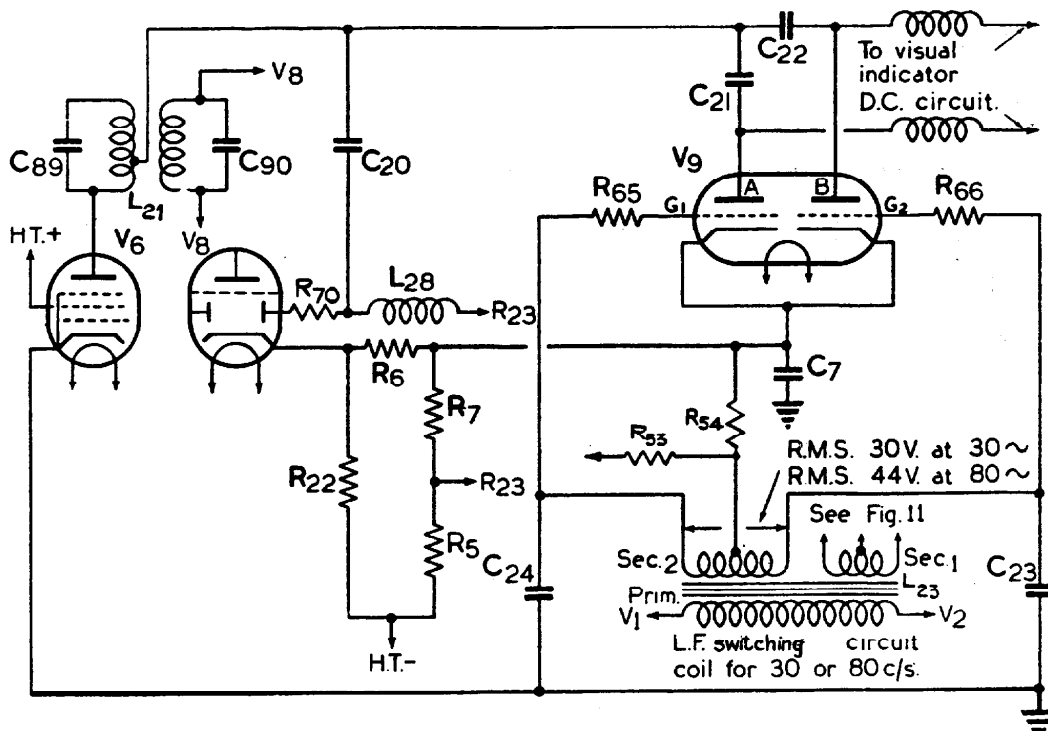 C22
To visual
indicator
D.C. circuit.
V8
C21
C89
C90
C20
V9
L21
R65
A
B
R66
G1
G2
H.T.+
V6
V8
R70
L28
R23
R6
C7
R7
R54
R53
R.M.S. 30V. at 30~
R.M.S. 44V. at 80~
R22
R23
See Fig. 11
R5
C24
Sec.2
Sec.1
C23
L23
Prim.
V1
V2
L.F. switching circuit
coil for 30 or 80 c/s.
H.T.-